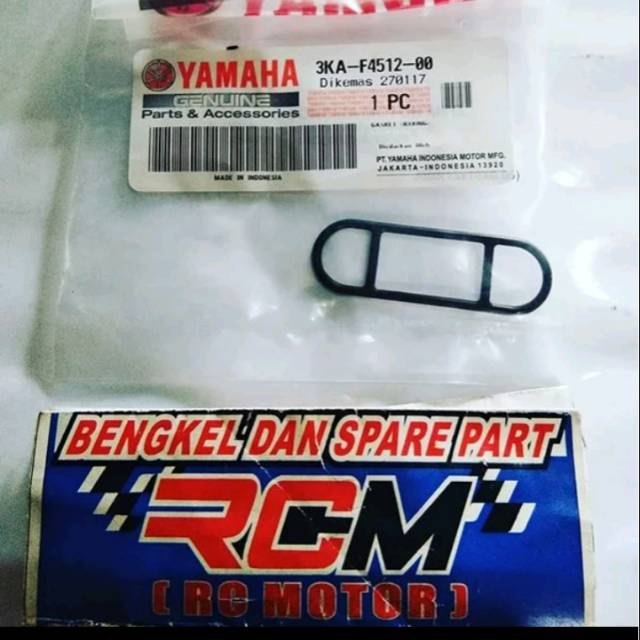 YAMAHA
YAMAHA
3KA-F4512-00
Dikemas 270117
GENUINE
1 PC
Parts & Accessories
PT. YAMAHA INDONESIA MOTOR MFG.
JAKARTA-INDONESIA 13920
MADE IN INDONESIA
BENGKEL DAN SPARE PART
RCM
( RC MOTOR )